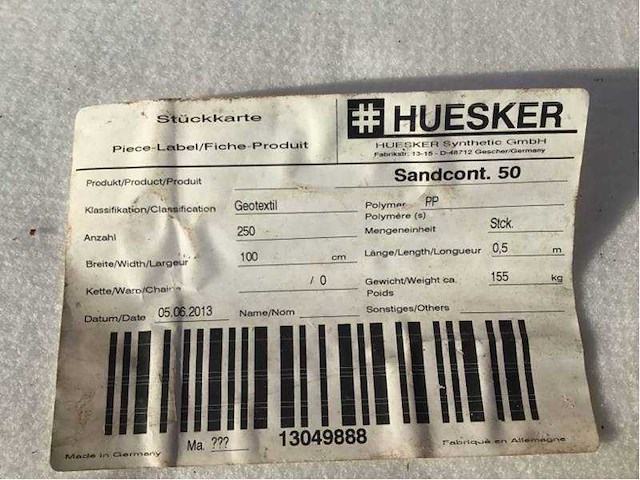 Stückkarte
Piece-Label/Fiche-Produit
HUESKER
HUESKER Synthetic GmbH
Fabrikstr. 13-15 - D-48712 Gescher/Germany
Produkt/Product/Produit Sandcont. 50
Klassifikation/Classification Geotextil Polymer PP
Polymére (s)
Anzahl 250 Mengeneinheit Stck.
Breite/Width/Largeur 100 cm Länge/Length/Longueur 0,5 m
Kette/Warp/Chaine / 0 Gewicht/Weight ca. 155 kg
Poids
Datum/Date 05.06.2013 Name/Nom Sonstiges/Others
Ma. ??? 13049888
Made in Germany Fabriqué en Allemagne